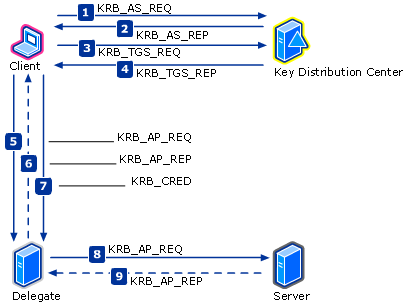 1 KRB_AS_REQ
2 KRB_AS_REP
3 KRB_TGS_REQ
4 KRB_TGS_REP
Client
Key Distribution Center
5
6
7
KRB_AP_REQ
KRB_AP_REP
KRB_CRED
8 KRB_AP_REQ
9 KRB_AP_REP
Delegate
Server